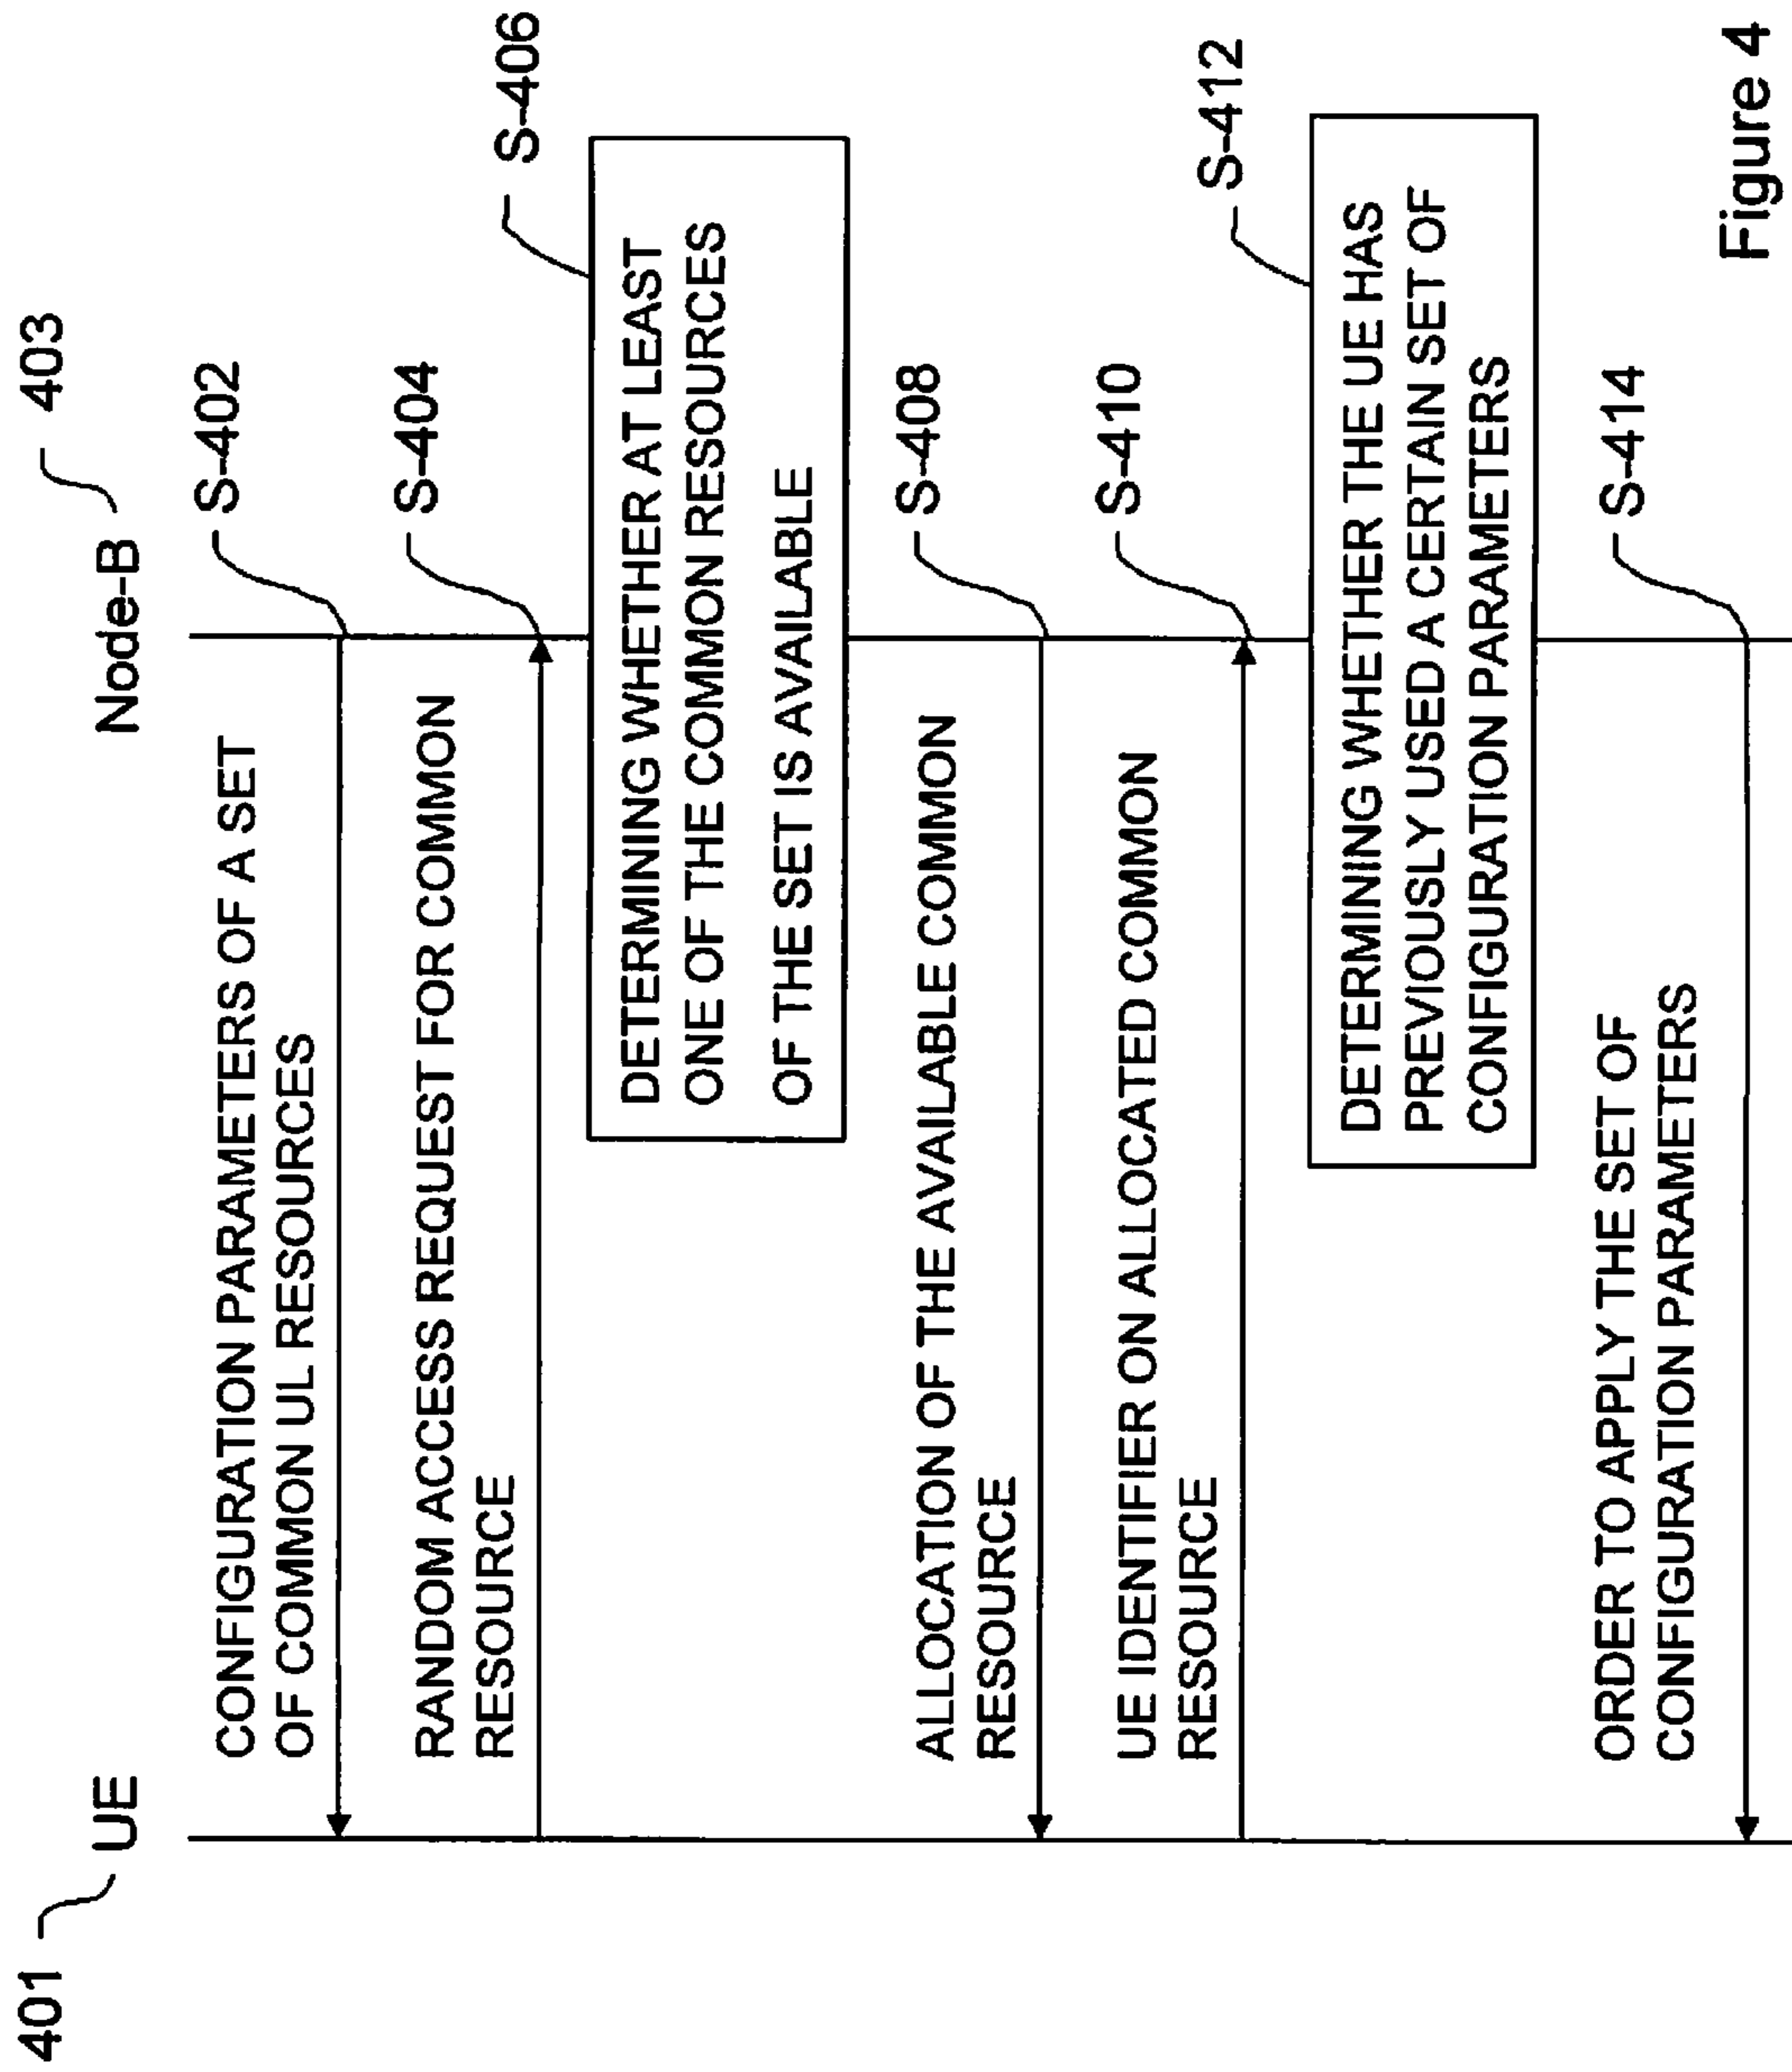 401
UE
Node-B
403
CONFIGURATION PARAMETERS OF A SET
OF COMMON UL RESOURCES
S-402
RANDOM ACCESS REQUEST FOR COMMON
RESOURCE
S-404
DETERMINING WHETHER AT LEAST
ONE OF THE COMMON RESOURCES
OF THE SET IS AVAILABLE
S-406
ALLOCATION OF THE AVAILABLE COMMON
RESOURCE
S-408
UE IDENTIFIER ON ALLOCATED COMMON
RESOURCE
S-410
DETERMINING WHETHER THE UE HAS
PREVIOUSLY USED A CERTAIN SET OF
CONFIGURATION PARAMETERS
S-412
ORDER TO APPLY THE SET OF
CONFIGURATION PARAMETERS
S-414
Figure 4